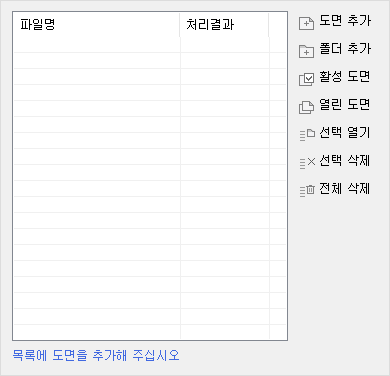 파일명 처리결과
도면 추가
폴더 추가
활성 도면
열린 도면
선택 열기
선택 삭제
전체 삭제
목록에 도면을 추가해 주십시오